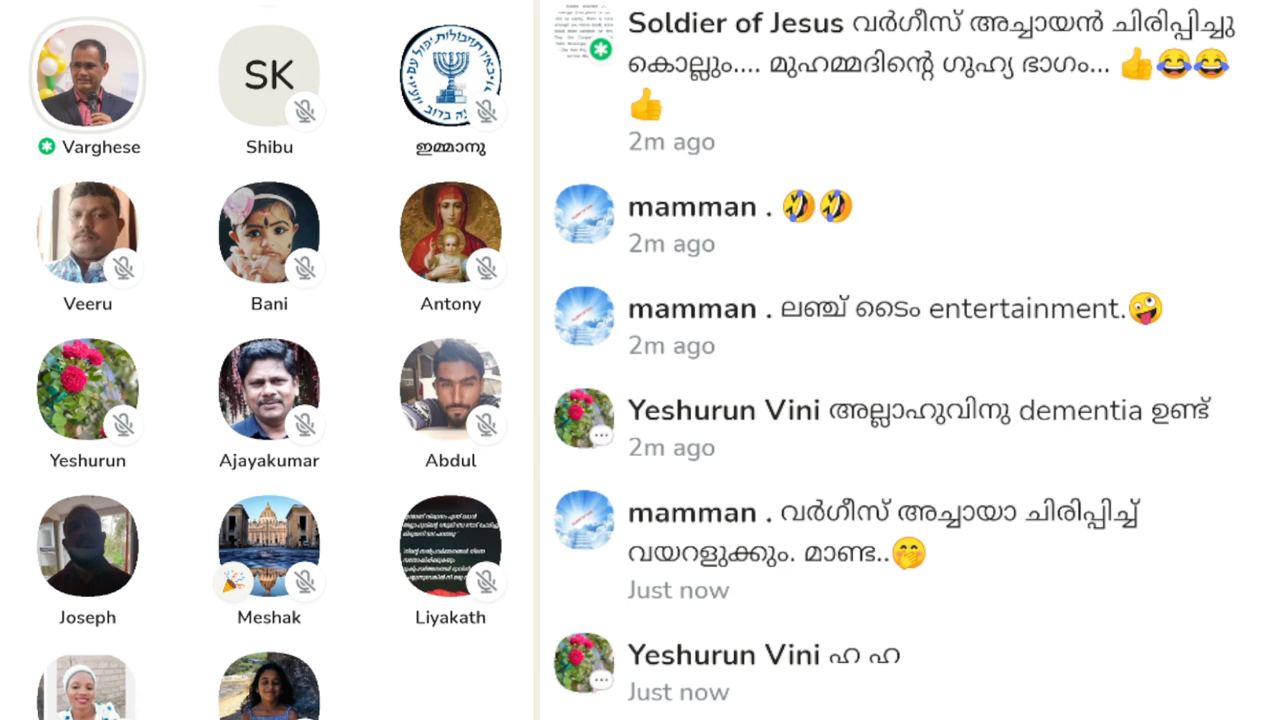 SK
Varghese
Shibu
ഇമ്മാനു
Veeru
Bani
Antony
Yeshurun
Ajayakumar
Abdul
Joseph
Meshak
Liyakath
Soldier of Jesus വർഗീസ് അച്ചായൻ ചിരിപ്പിച്ചു
കൊല്ലും.... മുഹമ്മദിന്റെ ഗുഹ്യ ഭാഗം... 👍😂😂
👍
2m ago
mamman . 🤣🤣
2m ago
mamman . ലഞ്ച് ടൈം entertainment.🤪
2m ago
Yeshurun Vini അല്ലാഹുവിനു dementia ഉണ്ട്
2m ago
mamman . വർഗീസ് അച്ചായാ ചിരിപ്പിച്ച്
വയറളുക്കും. മാണ്ട..🤭
Just now
Yeshurun Vini ഹ ഹ
Just now